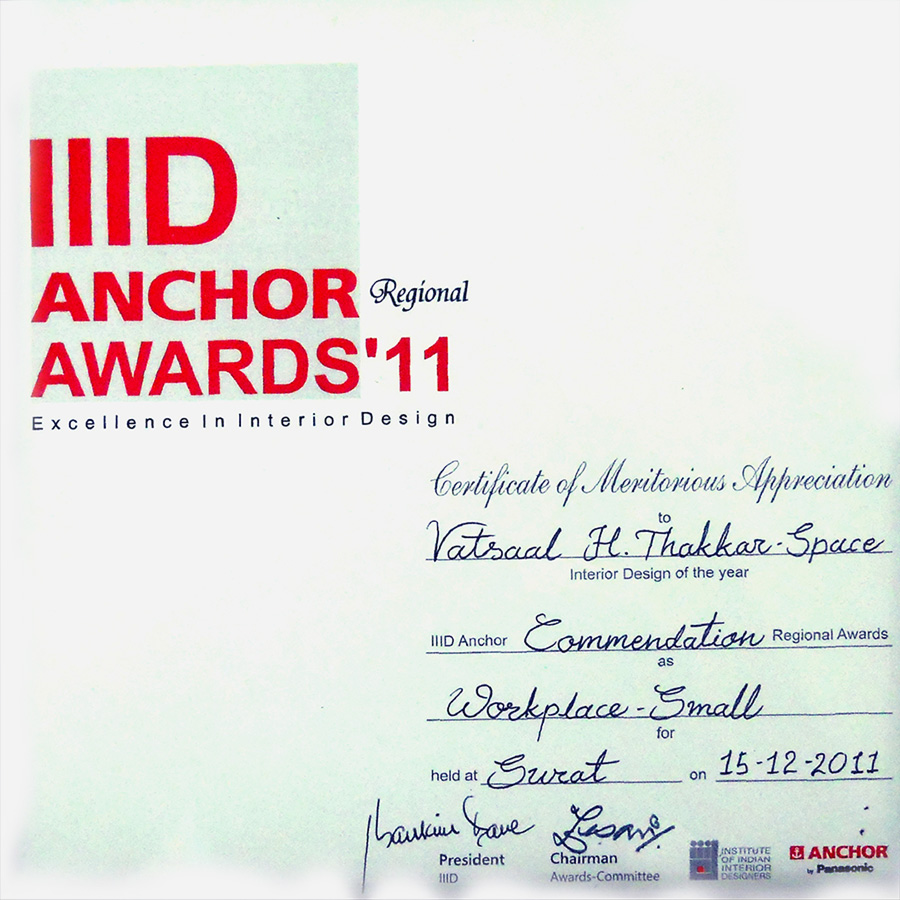 IIID
ANCHOR Regional
AWARDS'11
Excellence In Interior Design
Certificate of Meritorious Appreciation
to
Vatsaal H. Thakkar-Space
Interior Design of the year
IIID Anchor Commendation Regional Awards
as
Workplace-Small
for
held at Surat on 15-12-2011
President
IIID
Chairman
Awards-Committee
INSTITUTE
OF INDIAN
INTERIOR
DESIGNERS
ANCHOR
by Panasonic